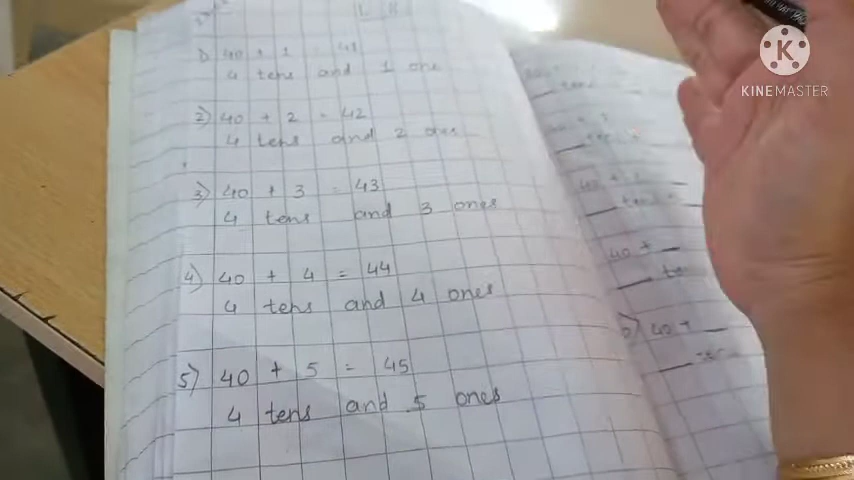 1) 40 + 1 = 41
4 tens and 1 one
2) 40 + 2 = 42
4 tens and 2 ones
3) 40 + 3 = 43
4 tens and 3 ones
4) 40 + 4 = 44
4 tens and 4 ones
5) 40 + 5 = 45
4 tens and 5 ones
40 +
40 +
KINEMASTER